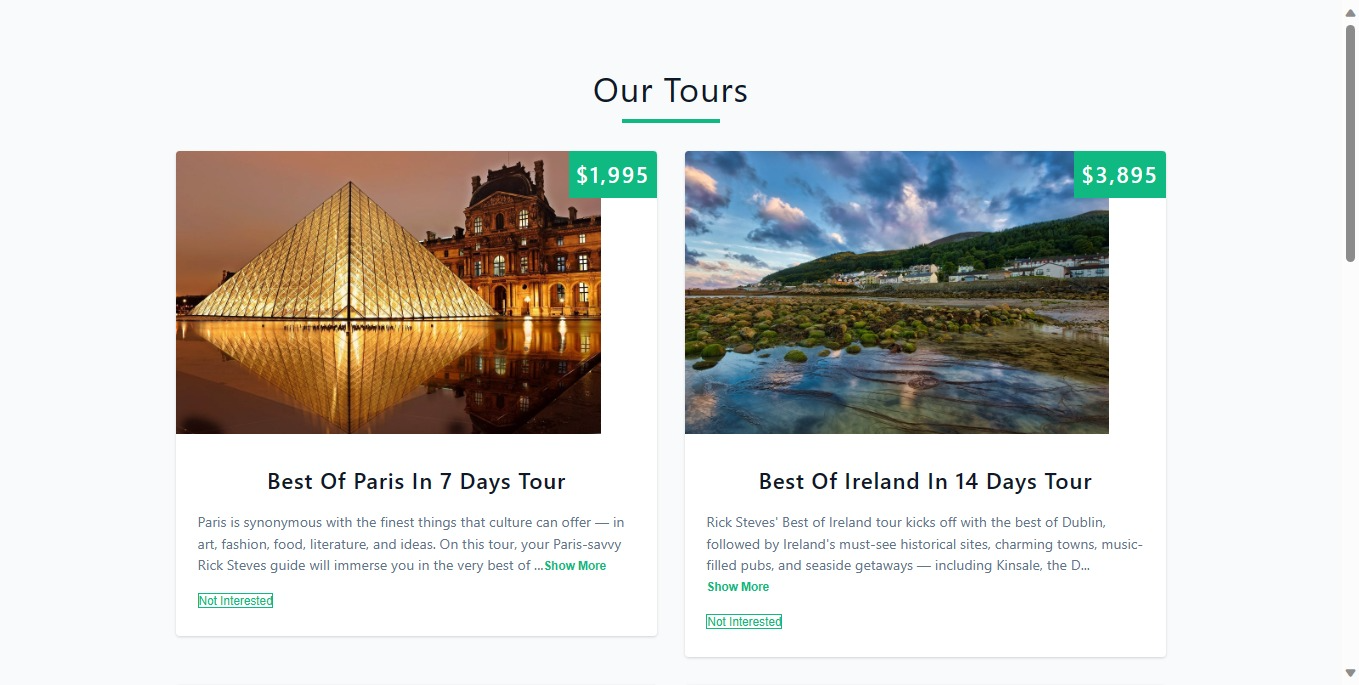 Our Tours
$1,995
$3,895
Best Of Paris In 7 Days Tour
Paris is synonymous with the finest things that culture can offer — in
art, fashion, food, literature, and ideas. On this tour, your Paris-savvy
Rick Steves guide will immerse you in the very best of ...Show More
Not Interested
Best Of Ireland In 14 Days Tour
Rick Steves' Best of Ireland tour kicks off with the best of Dublin,
followed by Ireland's must-see historical sites, charming towns, music-
filled pubs, and seaside getaways — including Kinsale, the D...
Show More
Not Interested